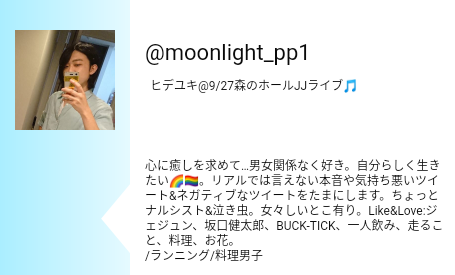 @moonlight_pp1
ヒデユキ@9/27森のホールJJライブ🎵
心に癒しを求めて…男女関係なく好き。自分らしく生き
たい🌈🏳️‍🌈。リアルでは言えない本音や気持ち悪いツイ
ート&ネガティブなツイートをたまにします。ちょっとナ
ルシスト&泣き虫。女々しいとこ有り。Like&Love:ジ
ェジュン、坂口健太郎、BUCK-TICK、一人飲み、走るこ
と、料理、お花。
/ランニング/料理男子